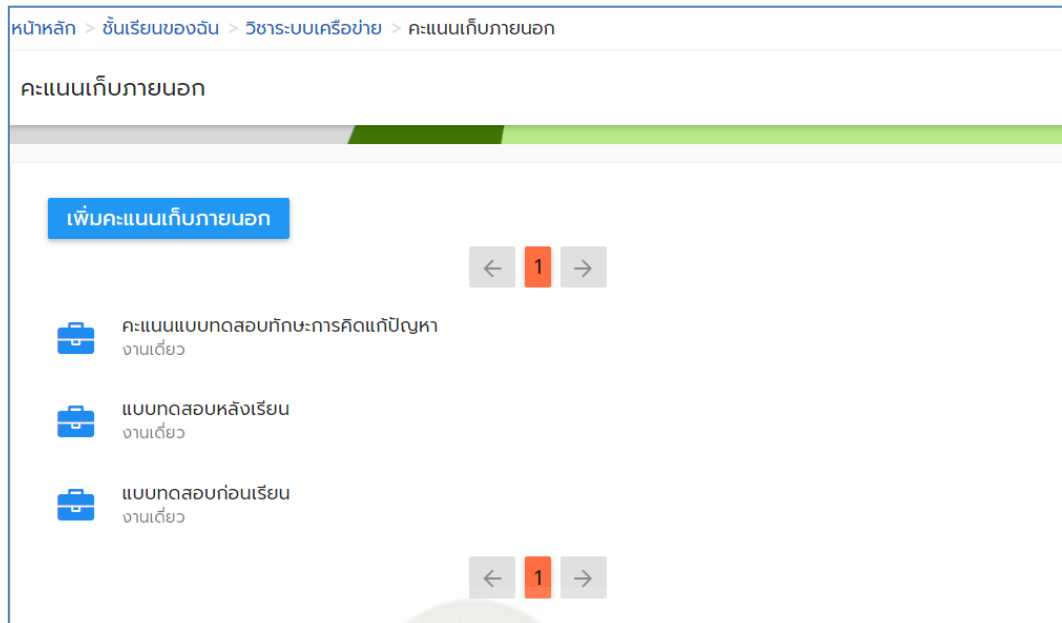 หน้าหลัก > ชั้นเรียนของฉัน > วิชาระบบเครือข่าย > คะแนนเก็บภายนอก
คะแนนเก็บภายนอก
เพิ่มคะแนนเก็บภายนอก
← 1 →
คะแนนแบบทดสอบทักษะการคิดแก้ปัญหา
งานเดี่ยว
แบบทดสอบหลังเรียน
งานเดี่ยว
แบบทดสอบก่อนเรียน
งานเดี่ยว
← 1 →